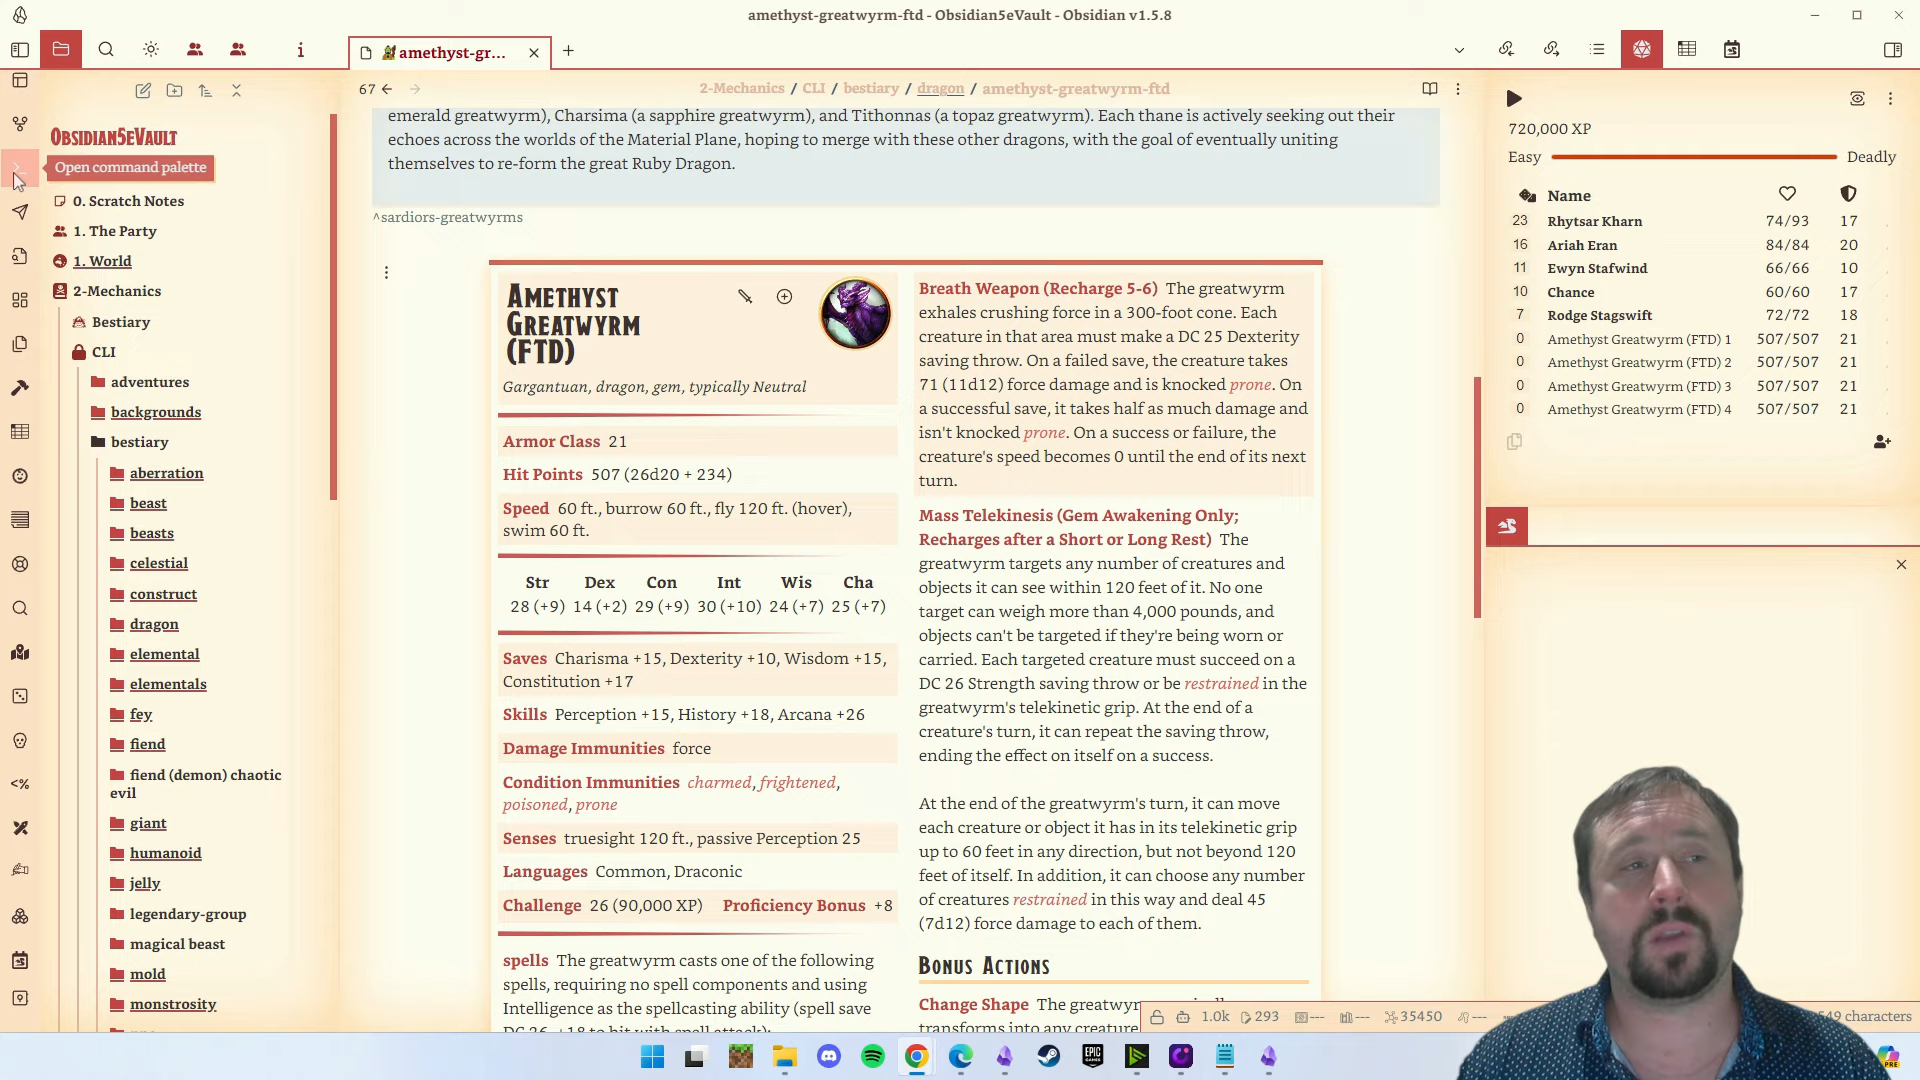 amethyst-greatwyrm-ftd - Obsidian5eVault - Obsidian v1.5.8
amethyst-gr...
67
2-Mechanics / CLI / bestiary / dragon / amethyst-greatwyrm-ftd
Obsidian5eVault
Open command palette
0. Scratch Notes
1. The Party
1. World
2-Mechanics
Bestiary
CLI
adventures
backgrounds
bestiary
aberration
beast
beasts
celestial
construct
dragon
elemental
elementals
fey
fiend
fiend (demon) chaotic
evil
giant
humanoid
jelly
legendary-group
magical beast
mold
monstrosity
emerald greatwyrm), Charsima (a sapphire greatwyrm), and Tithonnas (a topaz greatwyrm). Each thane is actively seeking out their
echoes across the worlds of the Material Plane, hoping to merge with these other dragons, with the goal of eventually uniting
themselves to re-form the great Ruby Dragon.
^sardiors-greatwyrms
Amethyst
Greatwyrm
(FTD)
Gargantuan, dragon, gem, typically Neutral
Armor Class 21
Hit Points 507 (26d20 + 234)
Speed 60 ft., burrow 60 ft., fly 120 ft. (hover),
swim 60 ft.
Str Dex Con Int Wis Cha
28 (+9) 14 (+2) 29 (+9) 30 (+10) 24 (+7) 25 (+7)
Saves Charisma +15, Dexterity +10, Wisdom +15,
Constitution +17
Skills Perception +15, History +18, Arcana +26
Damage Immunities force
Condition Immunities charmed, frightened,
poisoned, prone
Senses truesight 120 ft., passive Perception 25
Languages Common, Draconic
Challenge 26 (90,000 XP) Proficiency Bonus +8
spells The greatwyrm casts one of the following
spells, requiring no spell components and using
Intelligence as the spellcasting ability (spell save
DC 26, +18 to hit with spell attack):
Breath Weapon (Recharge 5-6) The greatwyrm
exhales crushing force in a 300-foot cone. Each
creature in that area must make a DC 25 Dexterity
saving throw. On a failed save, the creature takes
71 (11d12) force damage and is knocked prone. On
a successful save, it takes half as much damage and
isn't knocked prone. On a success or failure, the
creature's speed becomes 0 until the end of its next
turn.
Mass Telekinesis (Gem Awakening Only;
Recharges after a Short or Long Rest) The
greatwyrm targets any number of creatures and
objects it can see within 120 feet of it. No one
target can weigh more than 4,000 pounds, and
objects can't be targeted if they're being worn or
carried. Each targeted creature must succeed on a
DC 26 Strength saving throw or be restrained in the
greatwyrm's telekinetic grip. At the end of a
creature's turn, it can repeat the saving throw,
ending the effect on itself on a success.
At the end of the greatwyrm's turn, it can move
each creature or object it has in its telekinetic grip
up to 60 feet in any direction, but not beyond 120
feet of itself. In addition, it can choose any number
of creatures restrained in this way and deal 45
(7d12) force damage to each of them.
Bonus Actions
Change Shape The greatwyrm
transforms into any creature
720,000 XP
Easy Deadly
Name
23 Rhytsar Kharn 74/93 17
16 Ariah Eran 84/84 20
11 Ewyn Stafwind 66/66 10
10 Chance 60/60 17
7 Rodge Stagswift 72/72 18
0 Amethyst Greatwyrm (FTD) 1 507/507 21
0 Amethyst Greatwyrm (FTD) 2 507/507 21
0 Amethyst Greatwyrm (FTD) 3 507/507 21
0 Amethyst Greatwyrm (FTD) 4 507/507 21
1.0k 293 --- --- 35450 --- characters
<%
EPIC GAMES
PRE